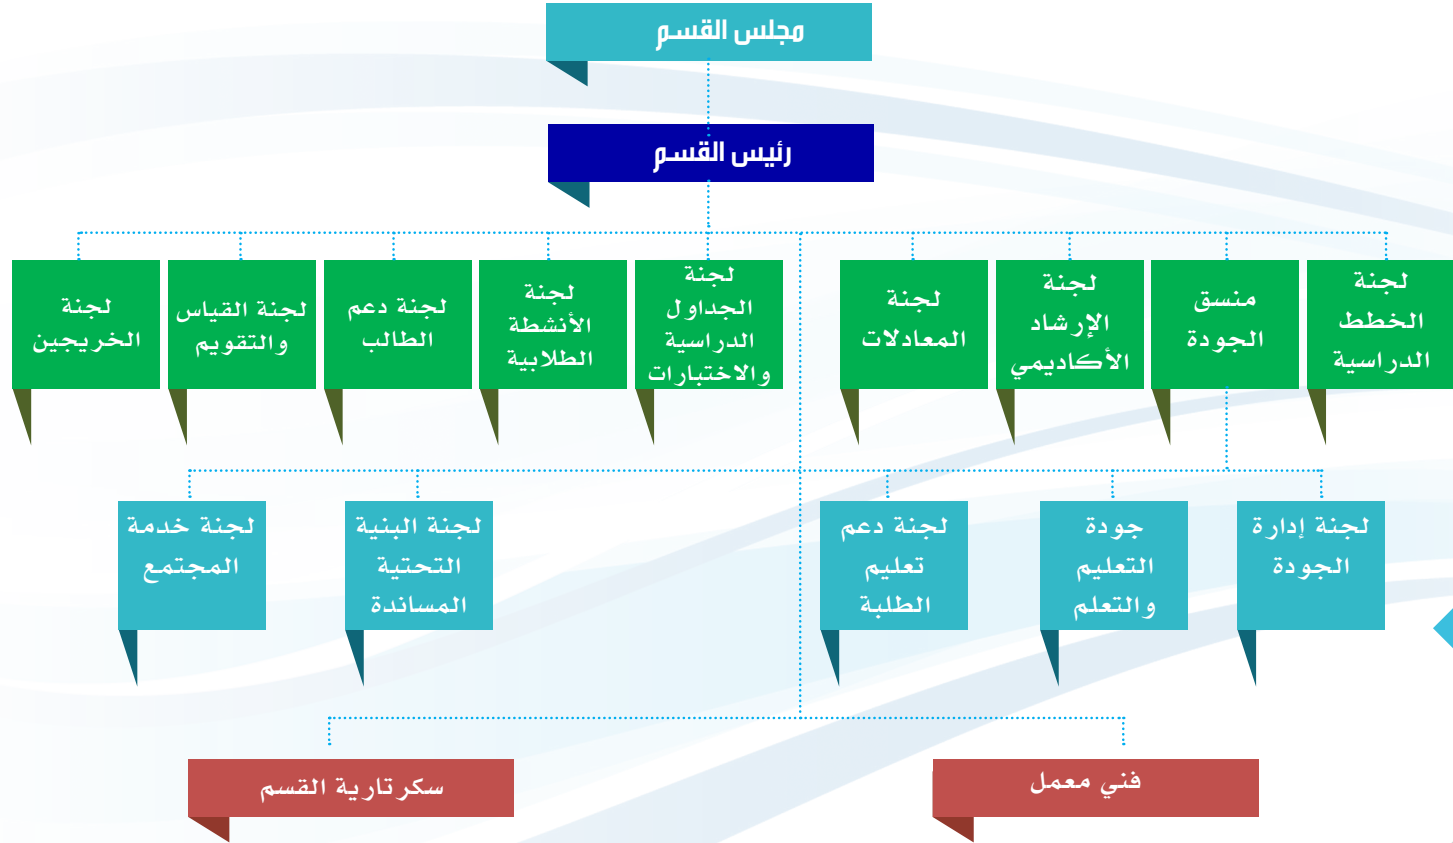 مجلس القسم
رئيس القسم
لجنة
الخطط
الدراسية
منسق
الجودة
لجنة
الإرشاد
الأكاديمي
لجنة
المعادلات
لجنة
الجداول
الدراسية
والاختبارات
لجنة
الأنشطة
الطلابية
لجنة دعم
الطالب
لجنة القياس
والتقويم
لجنة
الخريجين
لجنة إدارة
الجودة
جودة
التعليم
والتعلم
لجنة دعم
تعليم
الطلبة
لجنة البنية
التحتية
المساندة
لجنة خدمة
المجتمع
فني معمل
سكرتارية القسم